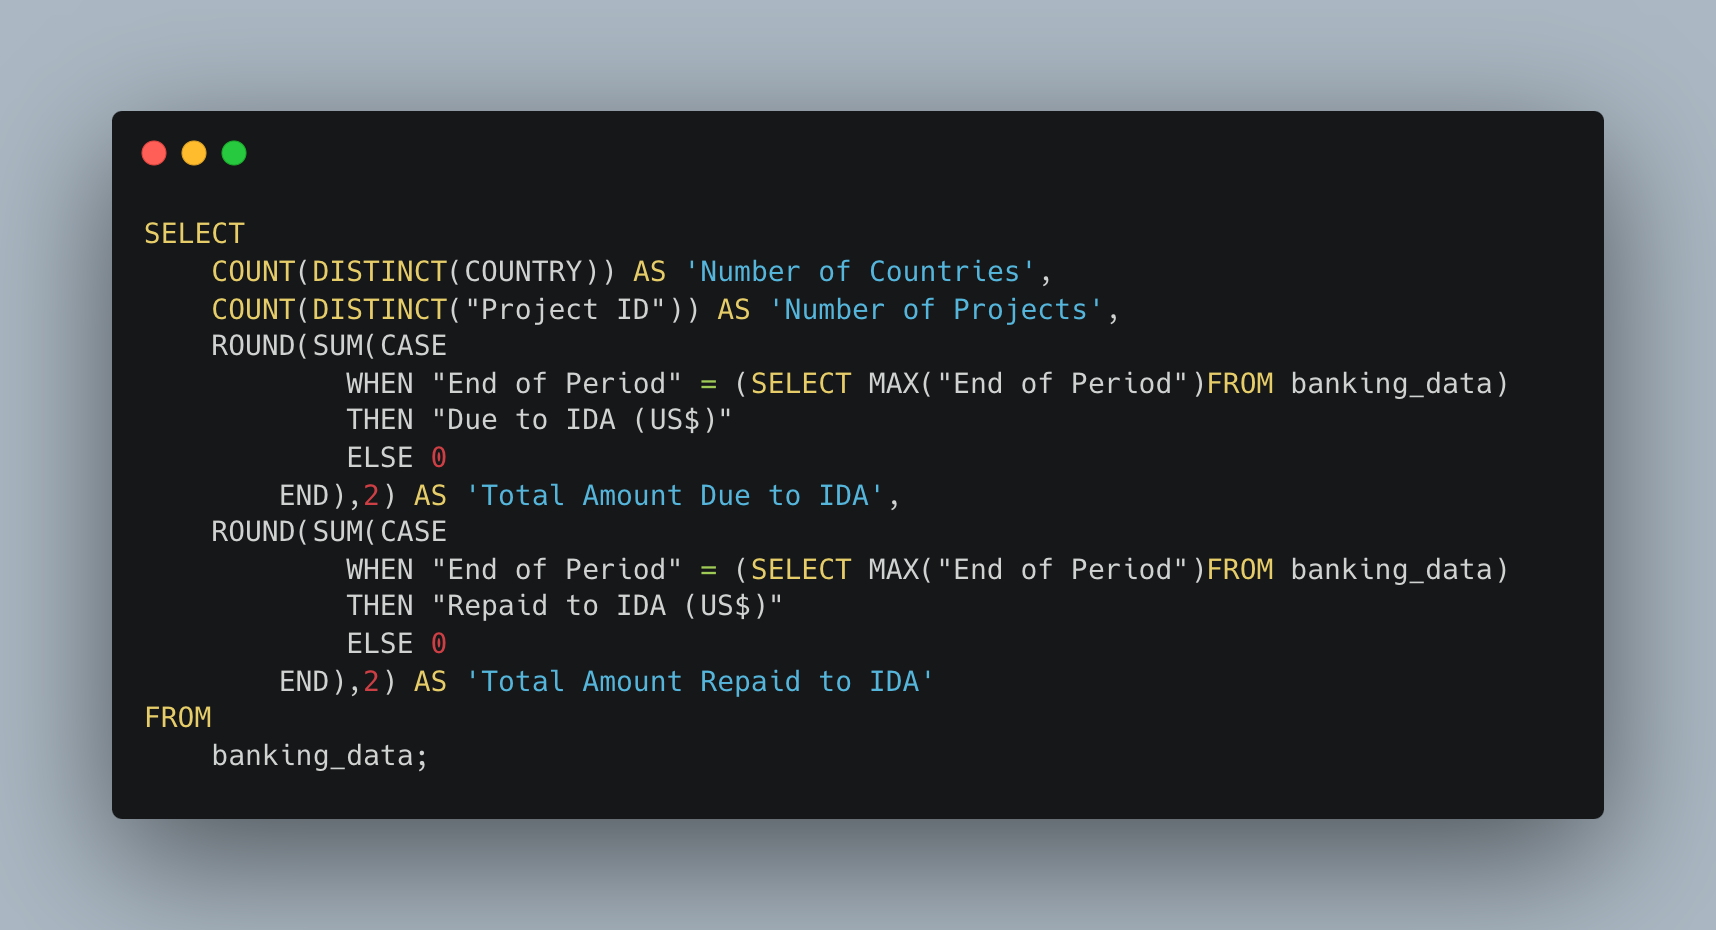 SELECT
    COUNT(DISTINCT(COUNTRY)) AS 'Number of Countries',
    COUNT(DISTINCT("Project ID")) AS 'Number of Projects',
    ROUND(SUM(CASE
            WHEN "End of Period" = (SELECT MAX("End of Period")FROM banking_data)
            THEN "Due to IDA (US$)"
            ELSE 0
        END),2) AS 'Total Amount Due to IDA',
    ROUND(SUM(CASE
            WHEN "End of Period" = (SELECT MAX("End of Period")FROM banking_data)
            THEN "Repaid to IDA (US$)"
            ELSE 0
        END),2) AS 'Total Amount Repaid to IDA'
FROM
    banking_data;